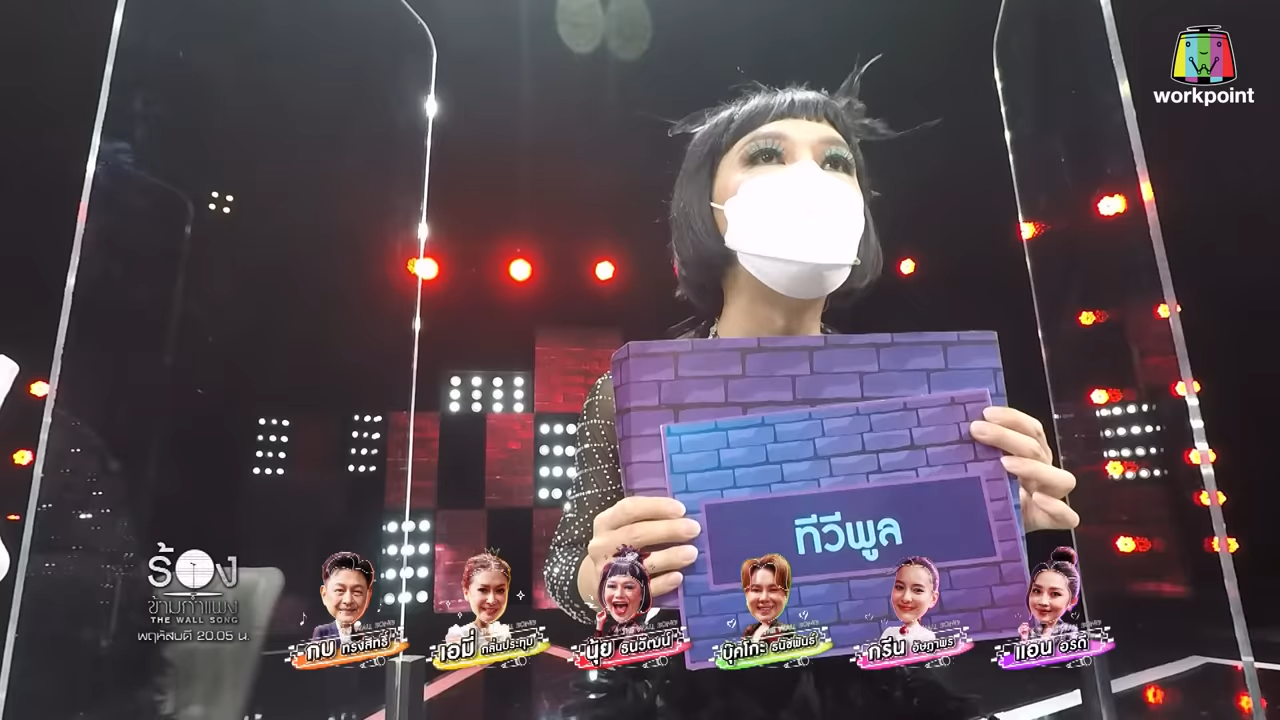 workpoint
ทีวีพูล
ร้อง
ข้ามกำแพง
THE WALL SONG
พฤหัสบดี 20.05 น.
กบ ทรงสิทธิ์
เอมี่ กลิ่นประทุม
นุ้ย ธนวัฒน์
บุ๊คโกะ ธนัชพันธ์
กรีน อัษฎาพร
แอน อรดี